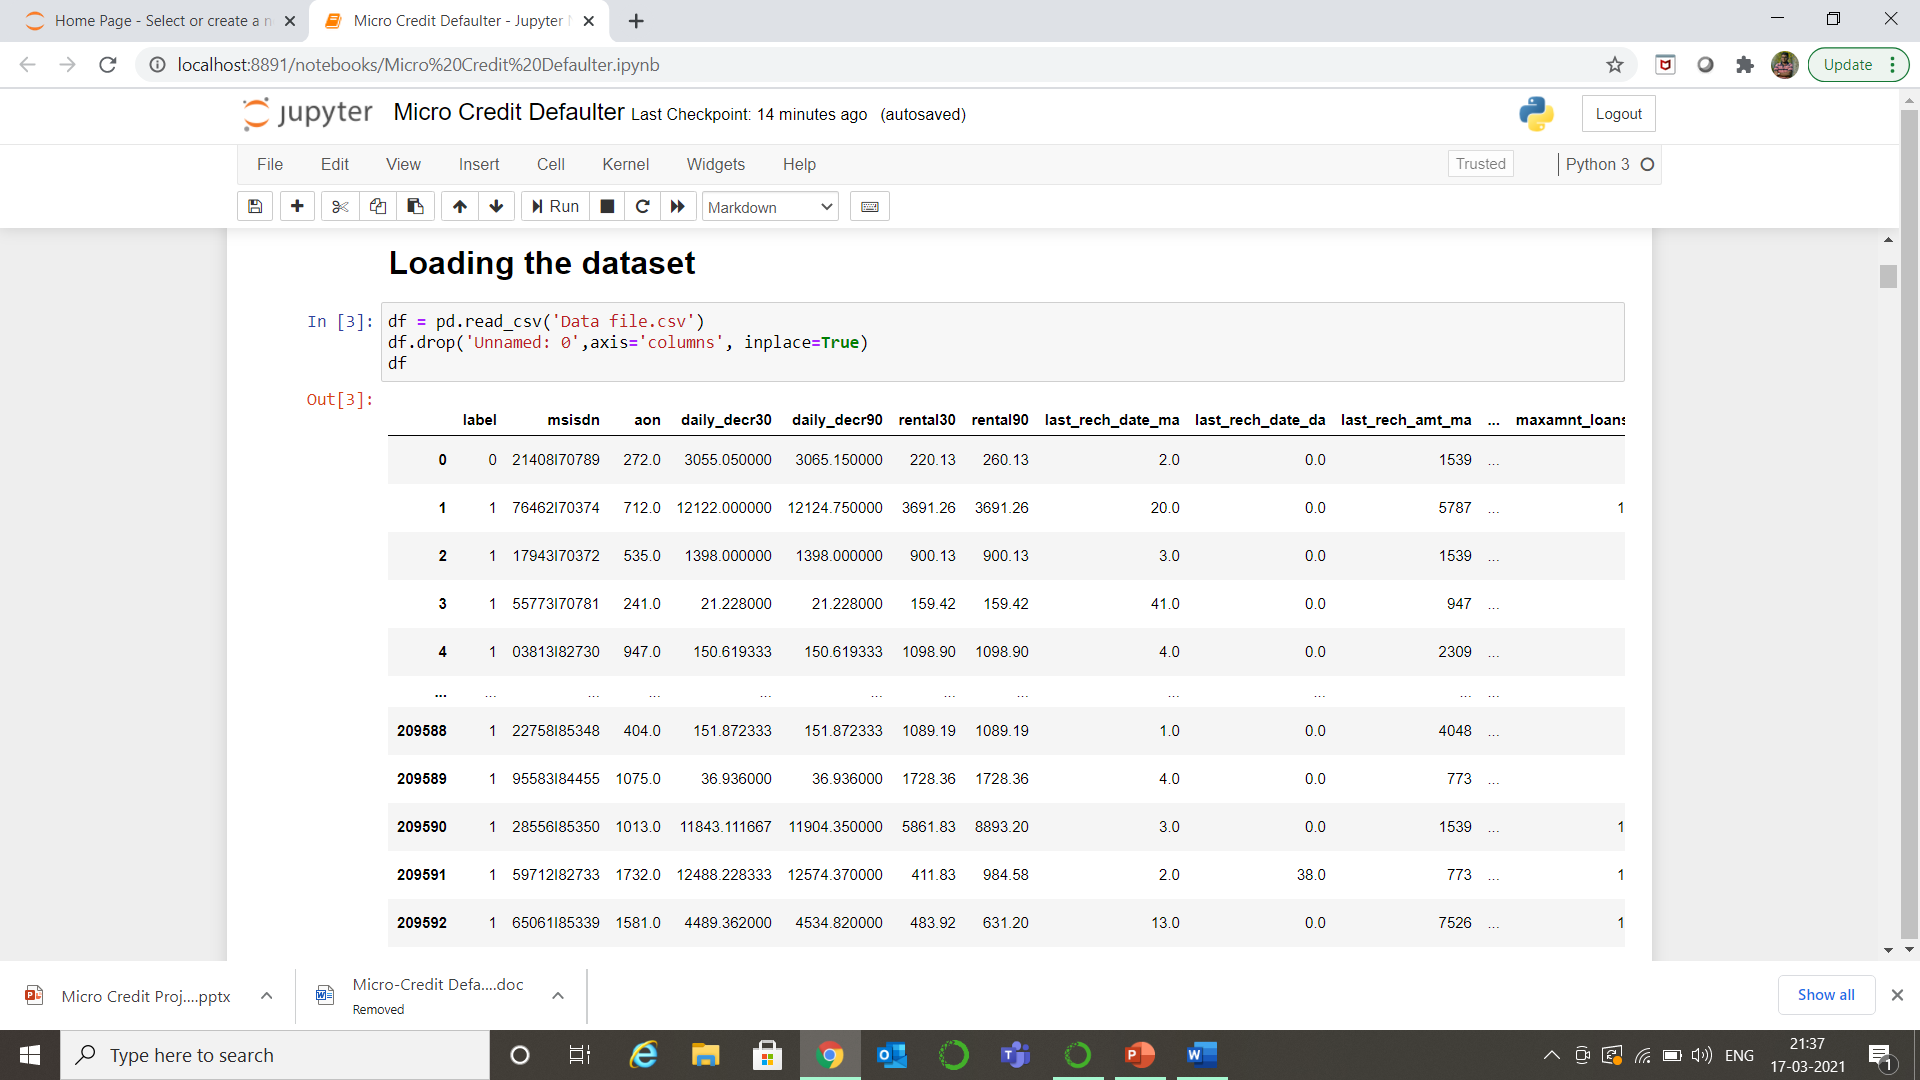 Home Page - Select or create a n
Micro Credit Defaulter - Jupyter
localhost:8891/notebooks/Micro%20Credit%20Defaulter.ipynb
Update
jupyter Micro Credit Defaulter Last Checkpoint: 14 minutes ago (autosaved)
Logout
File Edit View Insert Cell Kernel Widgets Help
Trusted
Python 3
Run
Markdown
Loading the dataset
In [3]: df = pd.read_csv('Data file.csv')
df.drop('Unnamed: 0',axis='columns', inplace=True)
df
Out[3]:
label msisdn aon daily_decr30 daily_decr90 rental30 rental90 last_rech_date_ma last_rech_date_da last_rech_amt_ma ... maxamnt_loans
0 0 21408I70789 272.0 3055.050000 3065.150000 220.13 260.13 2.0 0.0 1539 ...
1 1 76462I70374 712.0 12122.000000 12124.750000 3691.26 3691.26 20.0 0.0 5787 ... 1
2 1 17943I70372 535.0 1398.000000 1398.000000 900.13 900.13 3.0 0.0 1539 ...
3 1 55773I70781 241.0 21.228000 21.228000 159.42 159.42 41.0 0.0 947 ...
4 1 03813I82730 947.0 150.619333 150.619333 1098.90 1098.90 4.0 0.0 2309 ...
... ... ... ... ... ... ... ... ... ... ... ...
209588 1 22758I85348 404.0 151.872333 151.872333 1089.19 1089.19 1.0 0.0 4048 ...
209589 1 95583I84455 1075.0 36.936000 36.936000 1728.36 1728.36 4.0 0.0 773 ...
209590 1 28556I85350 1013.0 11843.111667 11904.350000 5861.83 8893.20 3.0 0.0 1539 ... 1
209591 1 59712I82733 1732.0 12488.228333 12574.370000 411.83 984.58 2.0 38.0 773 ... 1
209592 1 65061I85339 1581.0 4489.362000 4534.820000 483.92 631.20 13.0 0.0 7526 ... 1
Micro Credit Proj....pptx
Micro-Credit Defa....doc
Removed
Show all
Type here to search
ENG
21:37
17-03-2021
1